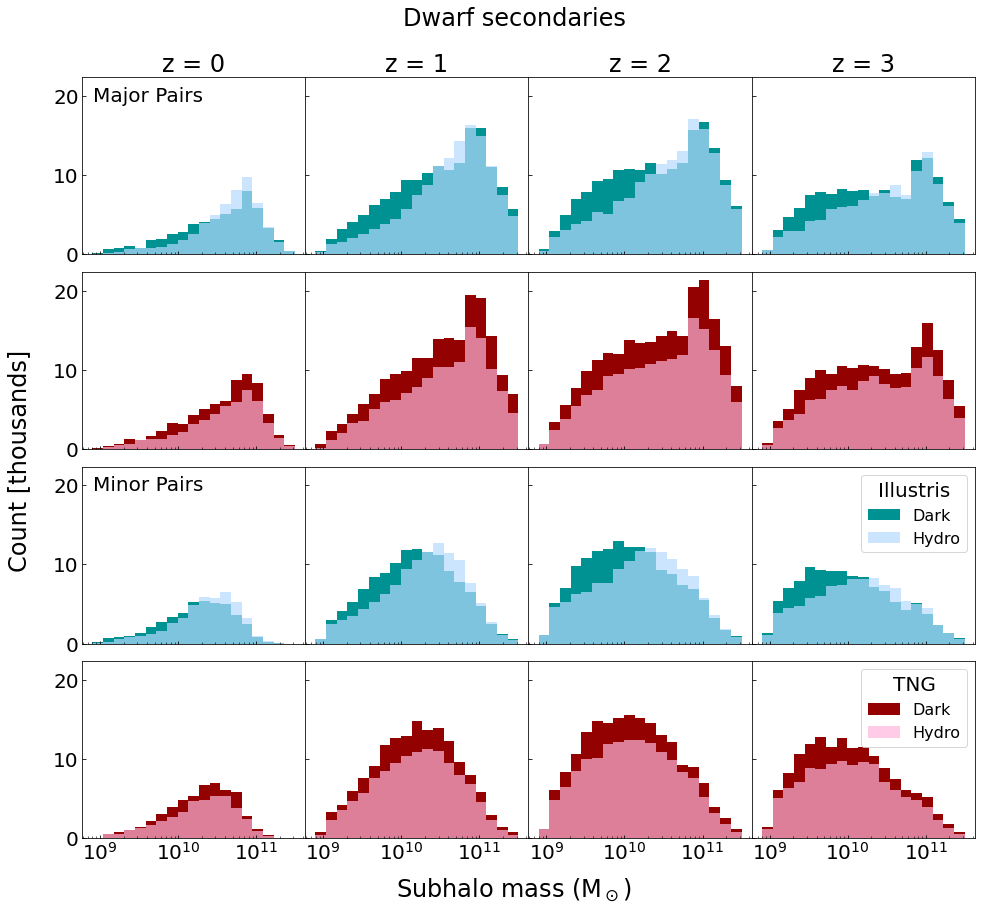 Dwarf secondaries
z = 0 z = 1 z = 2 z = 3
Major Pairs
20
10
0
20
10
0
Count [thousands]
Minor Pairs
20
10
0
Illustris
Dark
Hydro
20
10
0
TNG
Dark
Hydro
10⁹ 10¹⁰ 10¹¹ 10⁹ 10¹⁰ 10¹¹ 10⁹ 10¹⁰ 10¹¹ 10⁹ 10¹⁰ 10¹¹
Subhalo mass (M_⊙)